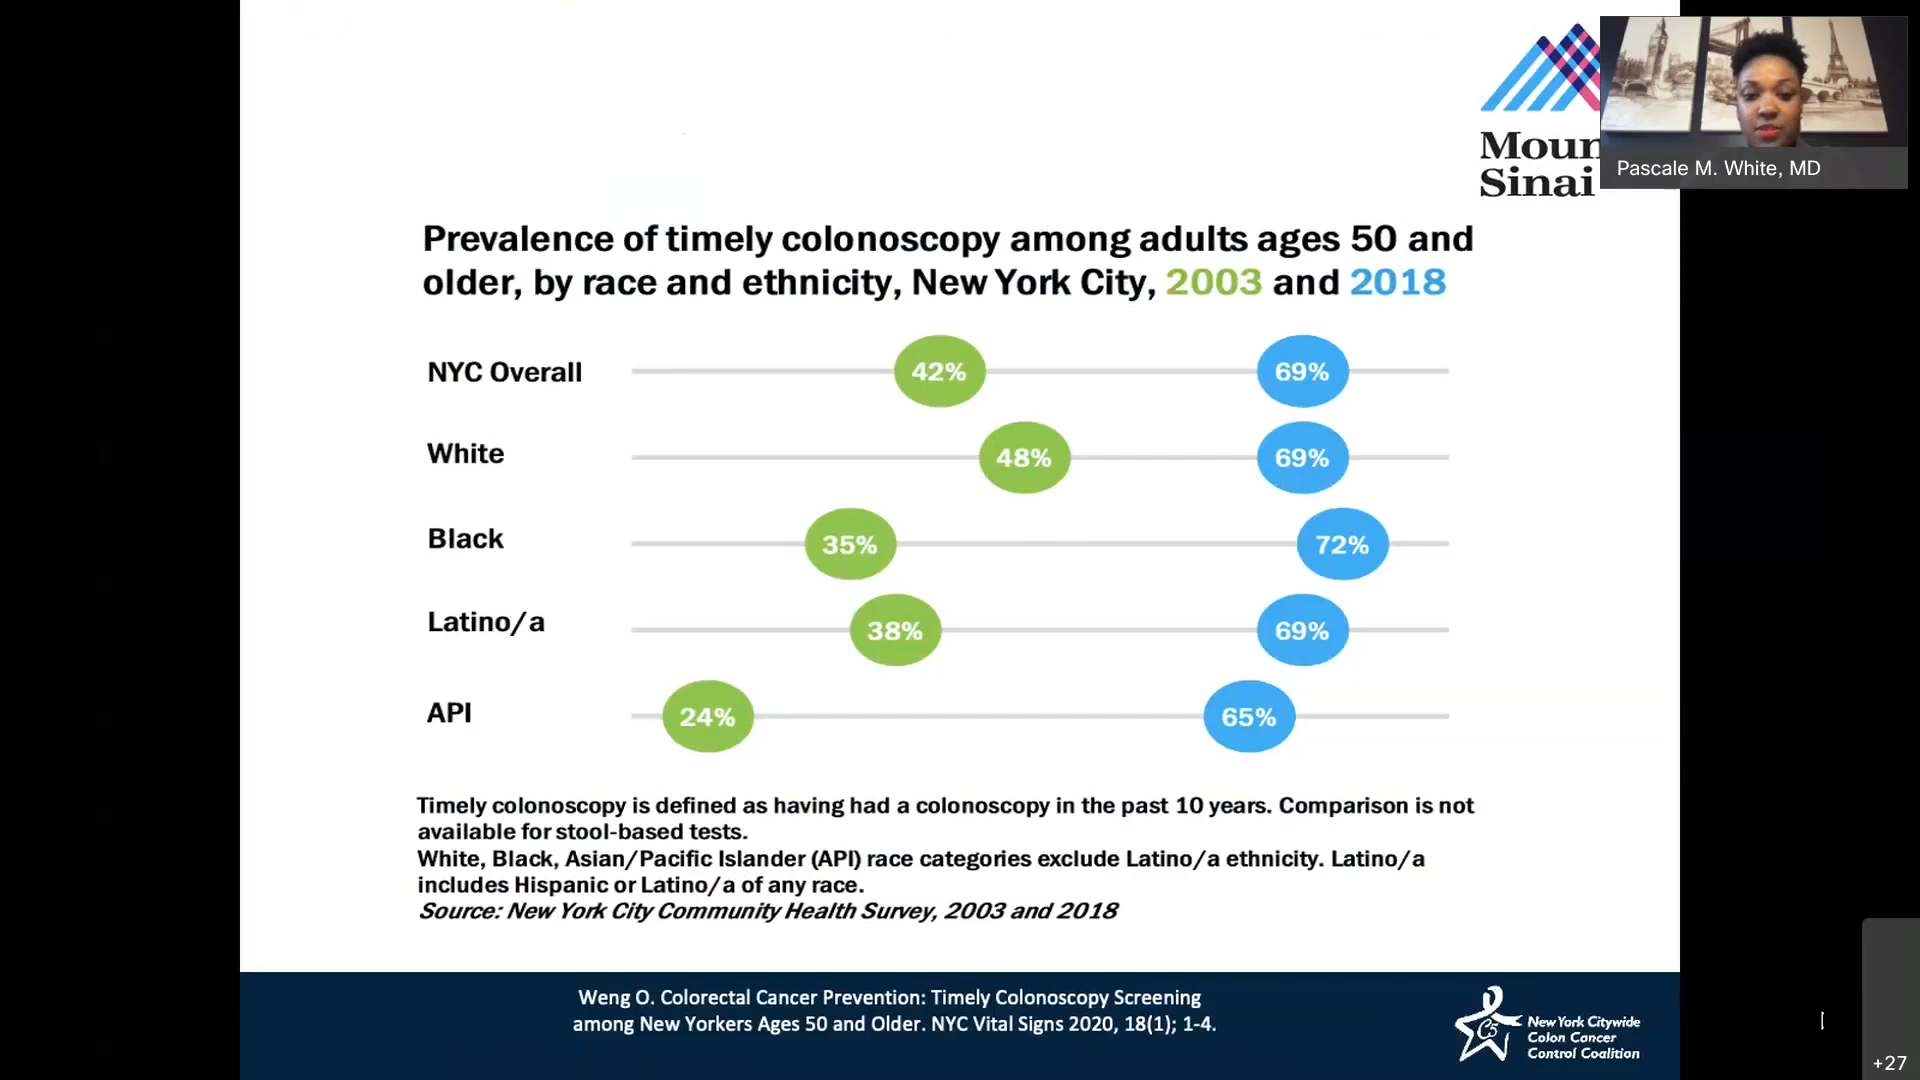 Moun
Sinai
Pascale M. White, MD
Prevalence of timely colonoscopy among adults ages 50 and
older, by race and ethnicity, New York City, 2003 and 2018
NYC Overall 42% 69%
White 48% 69%
Black 35% 72%
Latino/a 38% 69%
API 24% 65%
Timely colonoscopy is defined as having had a colonoscopy in the past 10 years. Comparison is not
available for stool-based tests.
White, Black, Asian/Pacific Islander (API) race categories exclude Latino/a ethnicity. Latino/a
includes Hispanic or Latino/a of any race.
Source: New York City Community Health Survey, 2003 and 2018
Weng O. Colorectal Cancer Prevention: Timely Colonoscopy Screening
among New Yorkers Ages 50 and Older. NYC Vital Signs 2020, 18(1); 1-4.
C5
New York Citywide
Colon Cancer
Control Coalition
+27